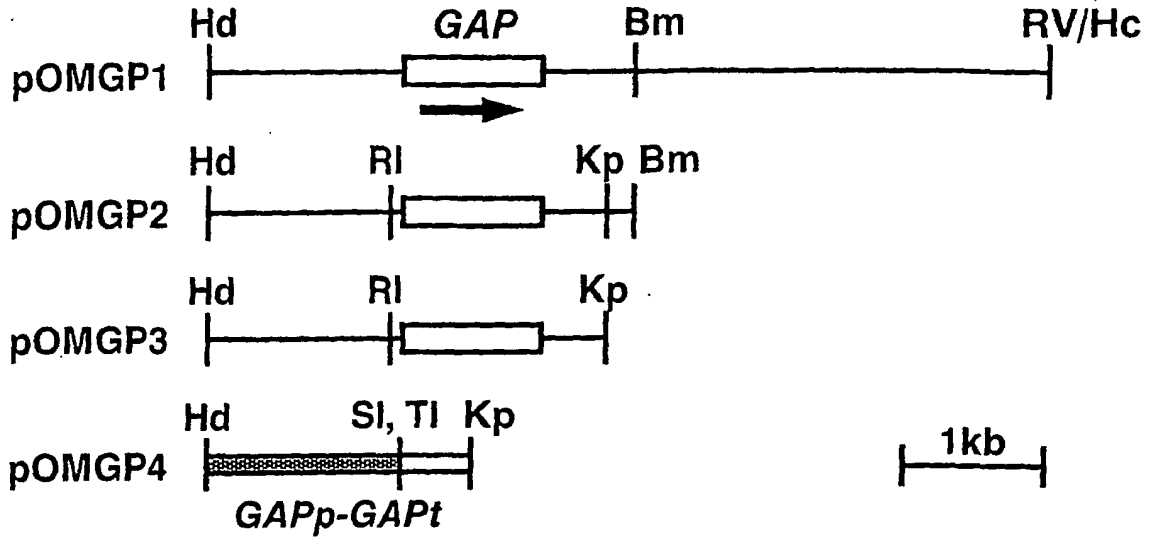 Hd GAP Bm RV/Hc
pOMGP1
Hd RI Kp Bm
pOMGP2
Hd RI Kp
pOMGP3
Hd SI, TI Kp
pOMGP4 1kb
GAPp-GAPt